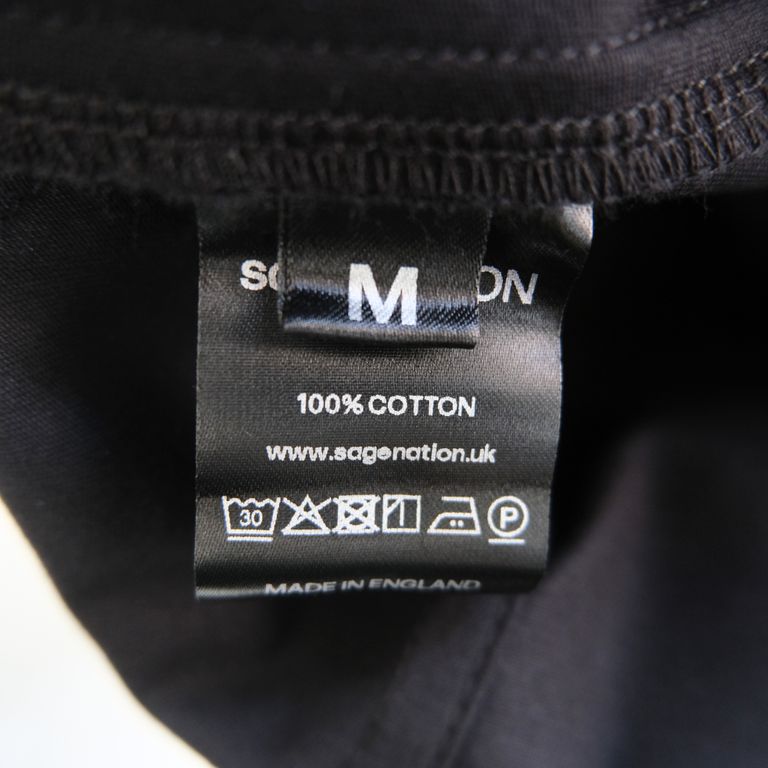 M
100% COTTON
www.sagenation.uk
30
P
MADE IN ENGLAND